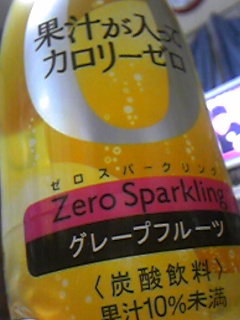 果汁が入って
カロリーゼロ
ゼロスパークリング
Zero Sparkling
グレープフルーツ
〈炭酸飲料〉
果汁10%未満